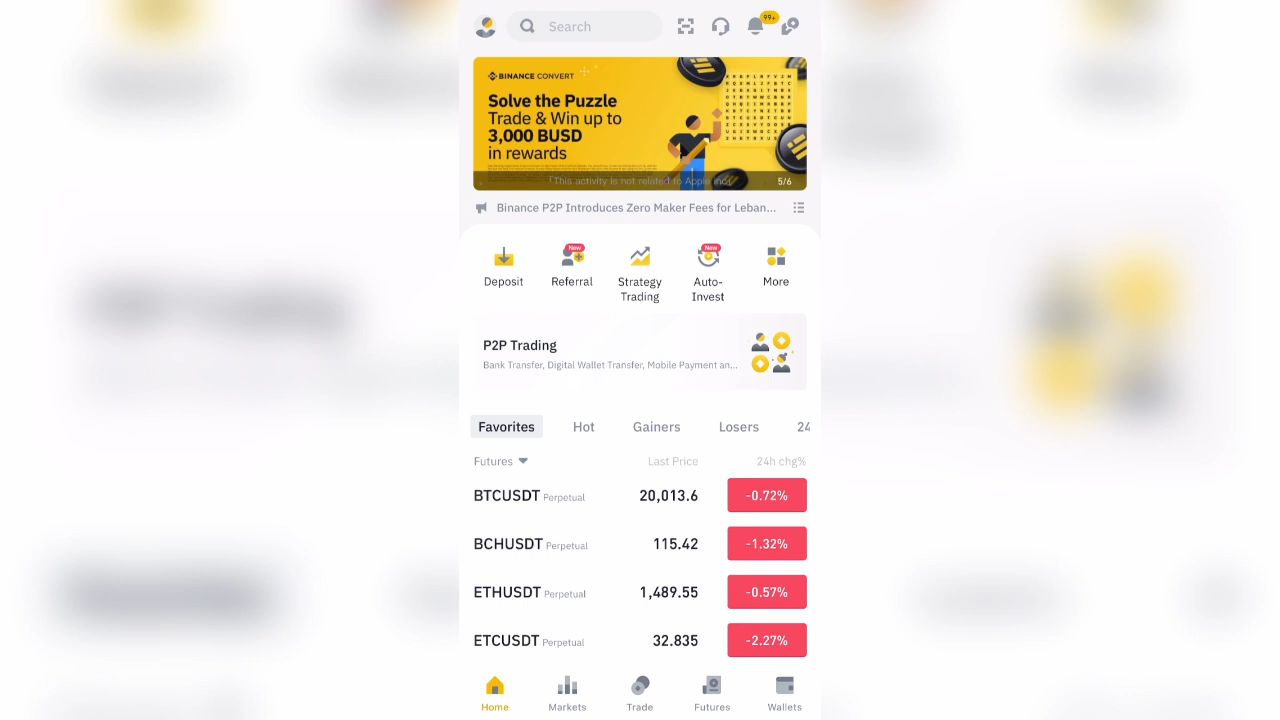 Search
99+
BINANCE CONVERT
Solve the Puzzle
Trade & Win up to
3,000 BUSD
in rewards
This activity is not related to Apple Inc.
5/6
Binance P2P Introduces Zero Maker Fees for Leban...
New
New
Deposit
Referral
Strategy
Trading
Auto-
Invest
More
P2P Trading
Bank Transfer, Digital Wallet Transfer, Mobile Payment an...
Favorites Hot Gainers Losers 24
Futures Last Price 24h chg%
BTCUSDT Perpetual 20,013.6 -0.72%
BCHUSDT Perpetual 115.42 -1.32%
ETHUSDT Perpetual 1,489.55 -0.57%
ETCUSDT Perpetual 32.835 -2.27%
Home Markets Trade Futures Wallets